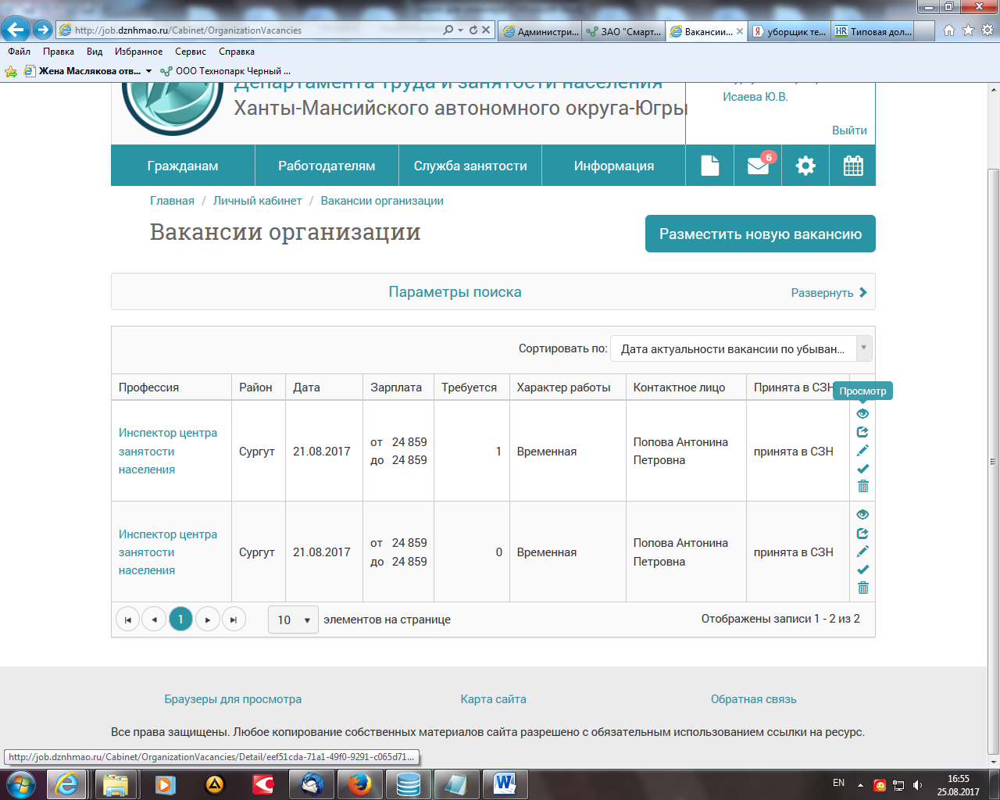 http://job.dznhmao.ru/Cabinet/OrganizationVacancies
Администри...
ЗАО "Смарт...
Вакансии...
уборщик те...
HR Типовая дол...
Файл Правка Вид Избранное Сервис Справка
Жена Маслякова отв...
ООО Технопарк Черный ...
Департамента труда и занятости населения
Ханты-Мансийского автономного округа-Югры
Исаева Ю.В.
Выйти
Гражданам Работодателям Служба занятости Информация 6
Главная / Личный кабинет / Вакансии организации
Вакансии организации
Разместить новую вакансию
Параметры поиска
Развернуть
Сортировать по: Дата актуальности вакансии по убыван...
Профессия Район Дата Зарплата Требуется Характер работы Контактное лицо Принята в СЗН
Просмотр
Инспектор центра
занятости
населения
Сургут
21.08.2017
от 24 859
до 24 859
1
Временная
Попова Антонина
Петровна
принята в СЗН
Инспектор центра
занятости
населения
Сургут
21.08.2017
от 24 859
до 24 859
0
Временная
Попова Антонина
Петровна
принята в СЗН
1
10 элементов на странице
Отображены записи 1 - 2 из 2
Браузеры для просмотра Карта сайта Обратная связь
Все права защищены. Любое копирование собственных материалов сайта разрешено с обязательным использованием ссылки на ресурс.
http://job.dznhmao.ru/Cabinet/OrganizationVacancies/Detail/eef51cda-71a1-49f0-9291-c065d71...
EN
16:55
25.08.2017